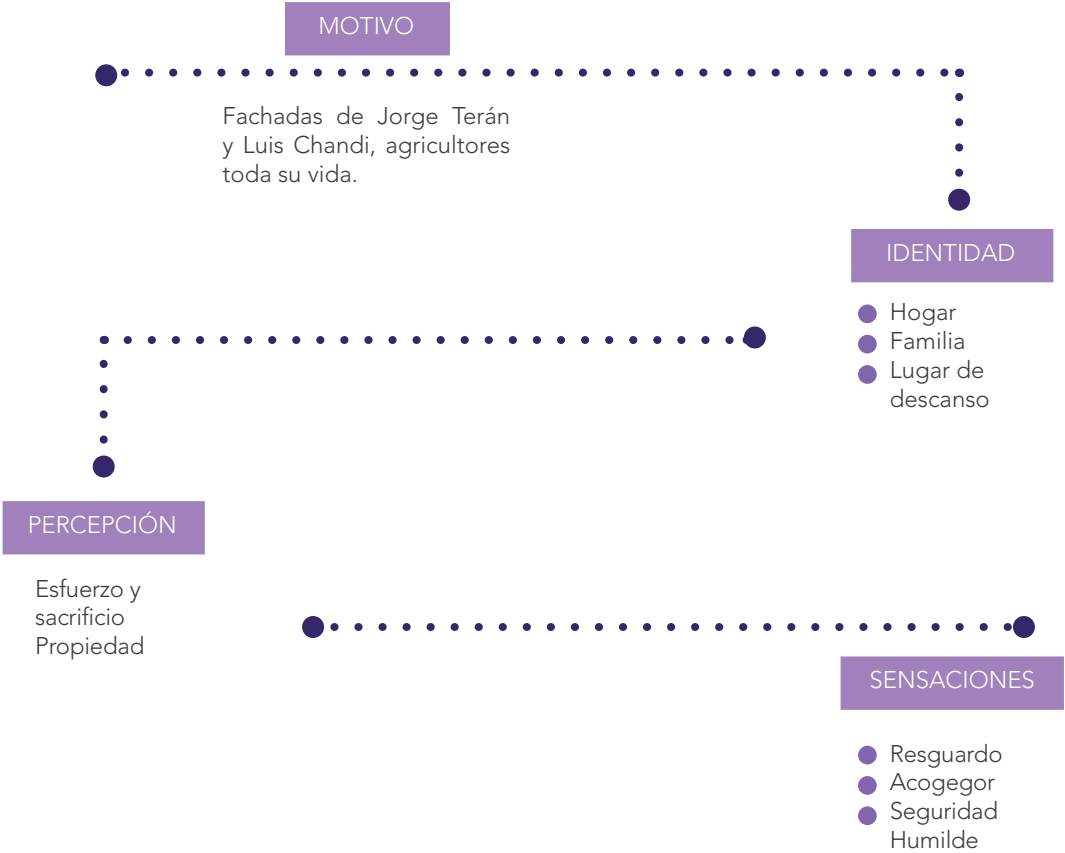 MOTIVO
Fachadas de Jorge Terán
y Luis Chandi, agricultores
toda su vida.
IDENTIDAD
Hogar
Familia
Lugar de
descanso
PERCEPCIÓN
Esfuerzo y
sacrificio
Propiedad
SENSACIONES
Resguardo
Acogegor
Seguridad
Humilde